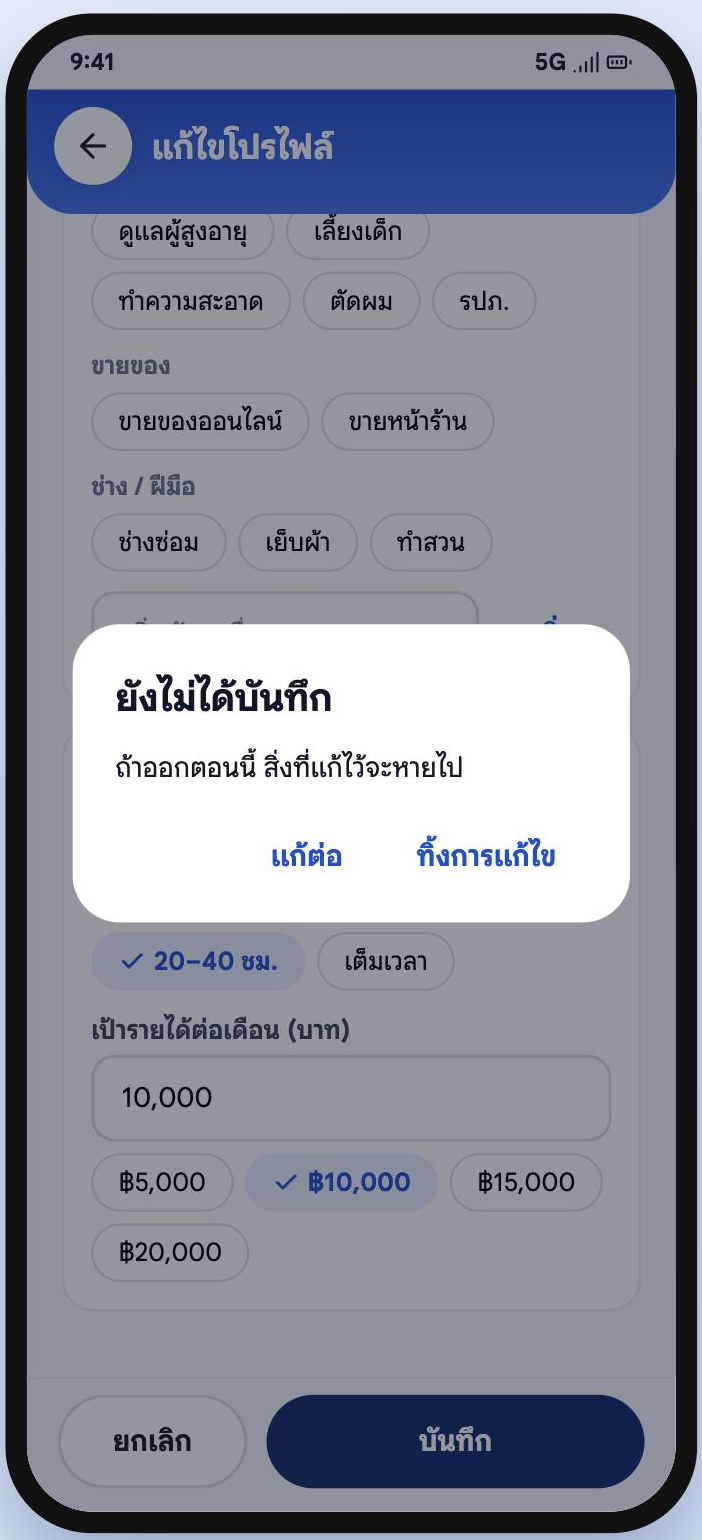 9:41 5G
แก้ไขโปรไฟล์
ดูแลผู้สูงอายุ เลี้ยงเด็ก
ทำความสะอาด ตัดผม รปภ.
ขายของ
ขายของออนไลน์ ขายหน้าร้าน
ช่าง / ฝีมือ
ช่างซ่อม เย็บผ้า ทำสวน
ยังไม่ได้บันทึก
ถ้าออกตอนนี้ สิ่งที่แก้ไว้จะหายไป
แก้ต่อ ทิ้งการแก้ไข
20–40 ชม. เต็มเวลา
เป้ารายได้ต่อเดือน (บาท)
10,000
฿5,000 ฿10,000 ฿15,000
฿20,000
ยกเลิก บันทึก